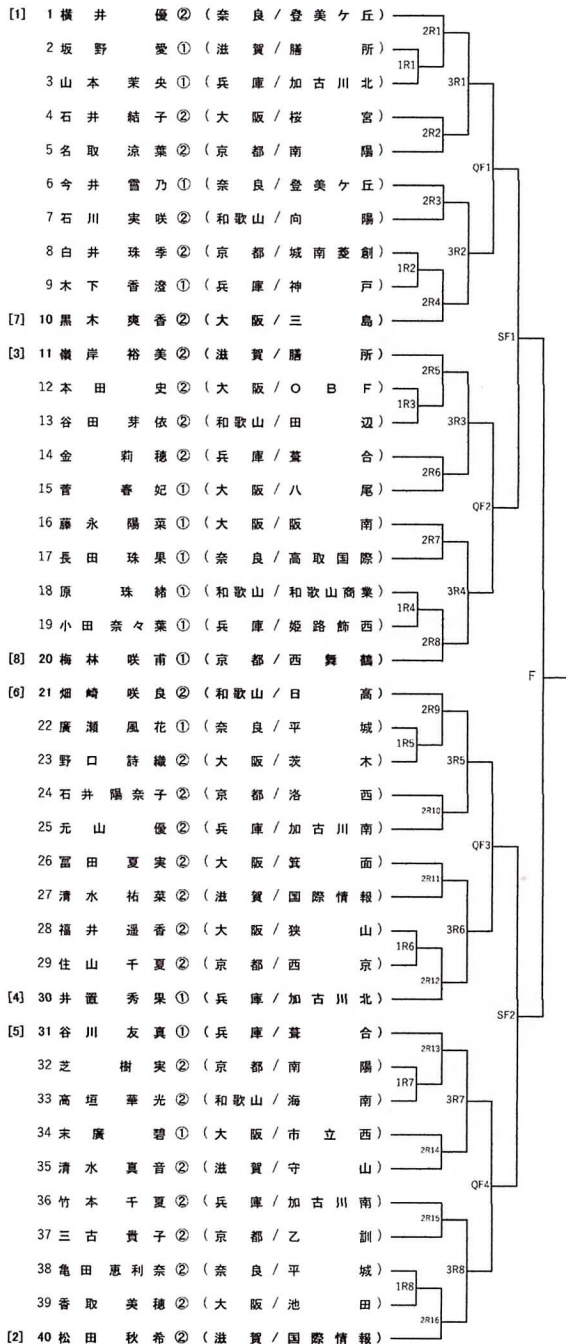 [1] 1 横井 優 ② (奈良/登美ケ丘)
2 坂野 愛 ① (滋賀/膳所)
3 山本茉央 ① (兵庫/加古川北)
4 石井結子 ② (大阪/桜宮)
5 名取涼葉 ② (京都/南陽)
6 今井雪乃 ① (奈良/登美ケ丘)
7 石川実咲 ② (和歌山/向陽)
8 白井珠季 ② (京都/城南菱創)
9 木下香澄 ① (兵庫/神戸)
[7] 10 黒木爽香 ② (大阪/三島)
[3] 11 嶺岸裕美 ② (滋賀/膳所)
12 本田 史 ② (大阪/OBF)
13 谷田芽依 ② (和歌山/田辺)
14 金 莉穂 ② (兵庫/葺合)
15 菅 春妃 ① (大阪/八尾)
16 藤永陽菜 ① (大阪/阪南)
17 長田珠果 ① (奈良/高取国際)
18 原 珠緒 ① (和歌山/和歌山商業)
19 小田奈々葉 ① (兵庫/姫路飾西)
[8] 20 梅林咲甫 ① (京都/西舞鶴)
[6] 21 畑崎咲良 ② (和歌山/日高)
22 廣瀬風花 ① (奈良/平城)
23 野口詩織 ② (大阪/茨木)
24 石井陽奈子 ② (京都/洛西)
25 元山 優 ② (兵庫/加古川南)
26 冨田夏実 ② (大阪/箕面)
27 清水祐菜 ② (滋賀/国際情報)
28 福井遥香 ② (大阪/狭山)
29 住山千夏 ② (京都/西京)
[4] 30 井置秀果 ① (兵庫/加古川北)
[5] 31 谷川友真 ① (兵庫/葺合)
32 芝 樹実 ② (京都/南陽)
33 高垣華光 ② (和歌山/海南)
34 末廣 碧 ① (大阪/市立西)
35 清水真音 ② (滋賀/守山)
36 竹本千夏 ② (兵庫/加古川南)
37 三古貴子 ② (京都/乙訓)
38 亀田恵利奈 ② (奈良/平城)
39 香取美穂 ② (大阪/池田)
[2] 40 松田秋希 ② (滋賀/国際情報)
1R1
1R2
1R3
1R4
1R5
1R6
1R7
1R8
2R1
2R2
2R3
2R4
2R5
2R6
2R7
2R8
2R9
2R10
2R11
2R12
2R13
2R14
2R15
2R16
3R1
3R2
3R3
3R4
3R5
3R6
3R7
3R8
QF1
QF2
QF3
QF4
SF1
SF2
F